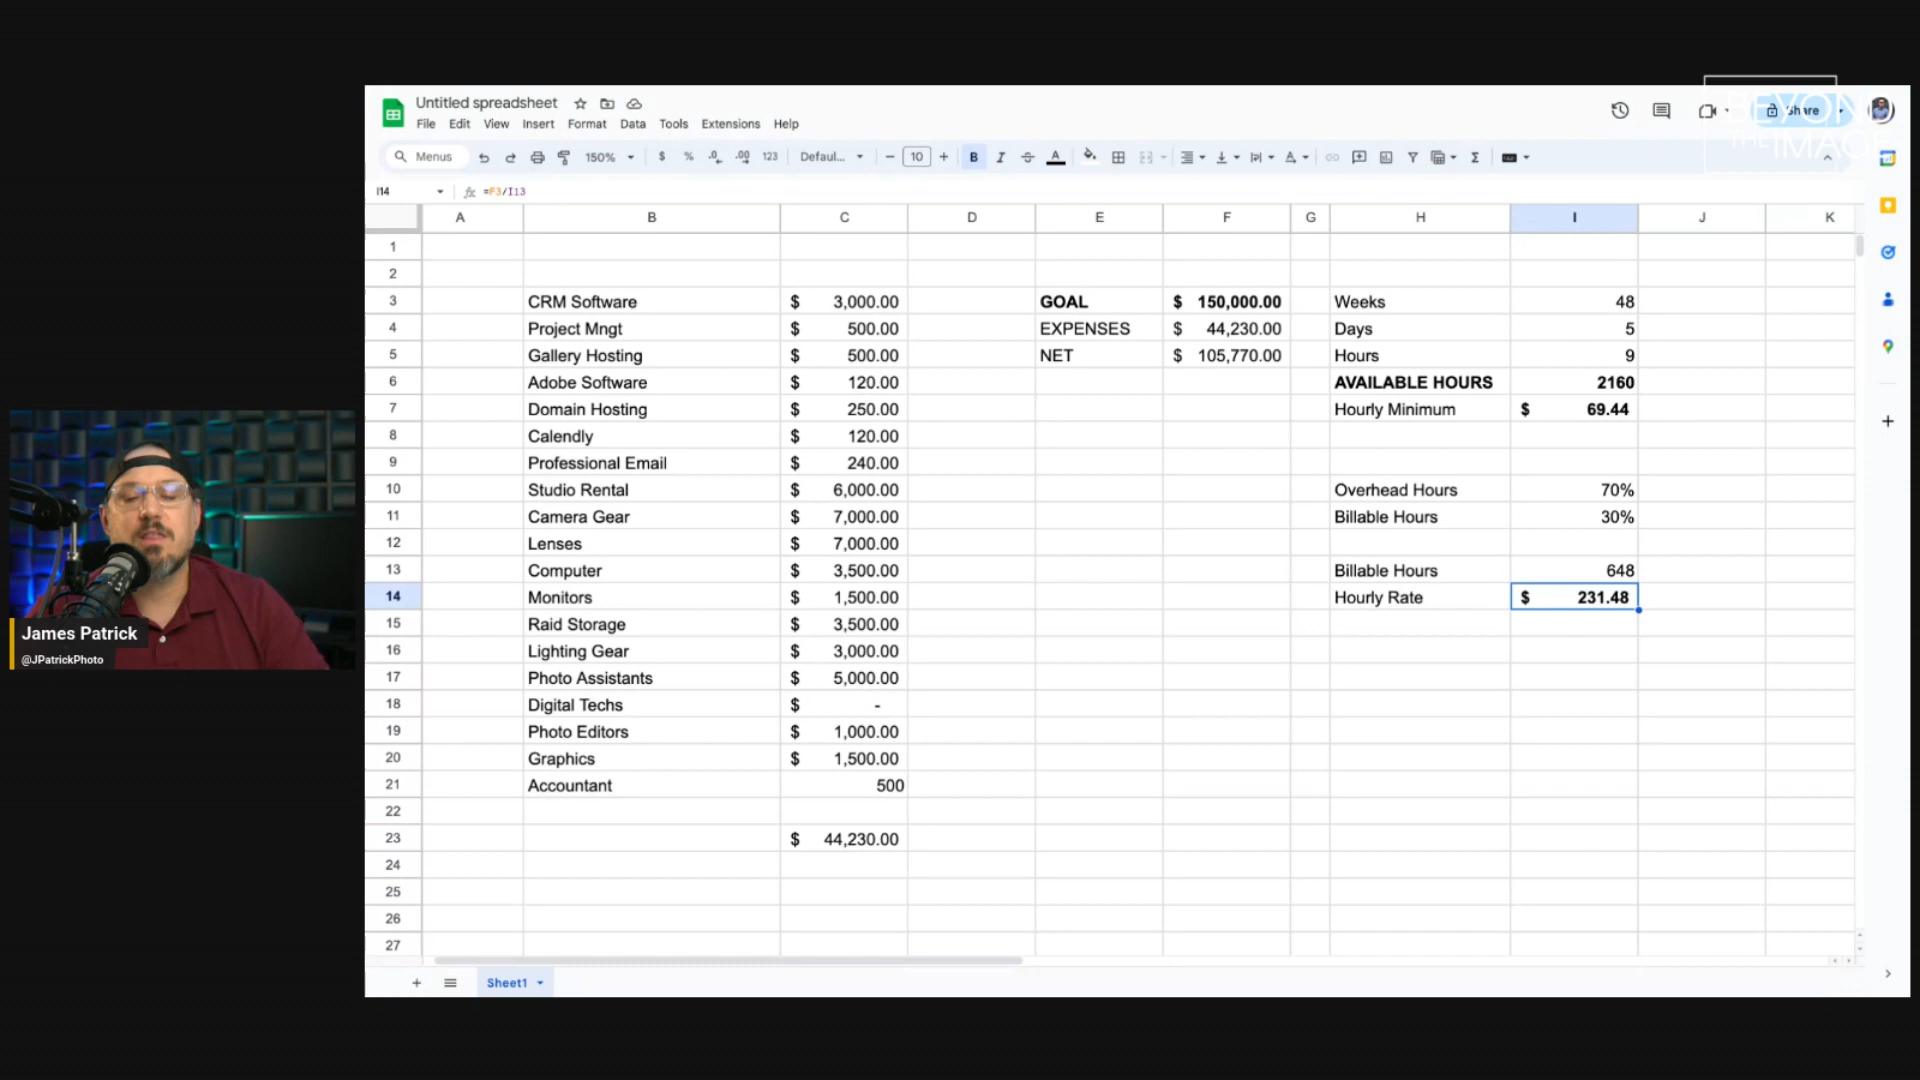 BEYOND
THE IMAGE
Untitled spreadsheet
Share
File Edit View Insert Format Data Tools Extensions Help
Menus 150% $ % .0 .00 123 Defaul... 10 B I A Σ
I14 fx =F3/I13
A B C D E F G H I J K
1
2
3 CRM Software $ 3,000.00 GOAL $ 150,000.00 Weeks 48
4 Project Mngt $ 500.00 EXPENSES $ 44,230.00 Days 5
5 Gallery Hosting $ 500.00 NET $ 105,770.00 Hours 9
6 Adobe Software $ 120.00 AVAILABLE HOURS 2160
7 Domain Hosting $ 250.00 Hourly Minimum $ 69.44
8 Calendly $ 120.00
9 Professional Email $ 240.00
10 Studio Rental $ 6,000.00 Overhead Hours 70%
11 Camera Gear $ 7,000.00 Billable Hours 30%
12 Lenses $ 7,000.00
13 Computer $ 3,500.00 Billable Hours 648
14 Monitors $ 1,500.00 Hourly Rate $ 231.48
15 Raid Storage $ 3,500.00
16 Lighting Gear $ 3,000.00
17 Photo Assistants $ 5,000.00
18 Digital Techs $ -
19 Photo Editors $ 1,000.00
20 Graphics $ 1,500.00
21 Accountant 500
22
23 $ 44,230.00
24
25
26
27
Sheet1
James Patrick
@JPatrickPhoto